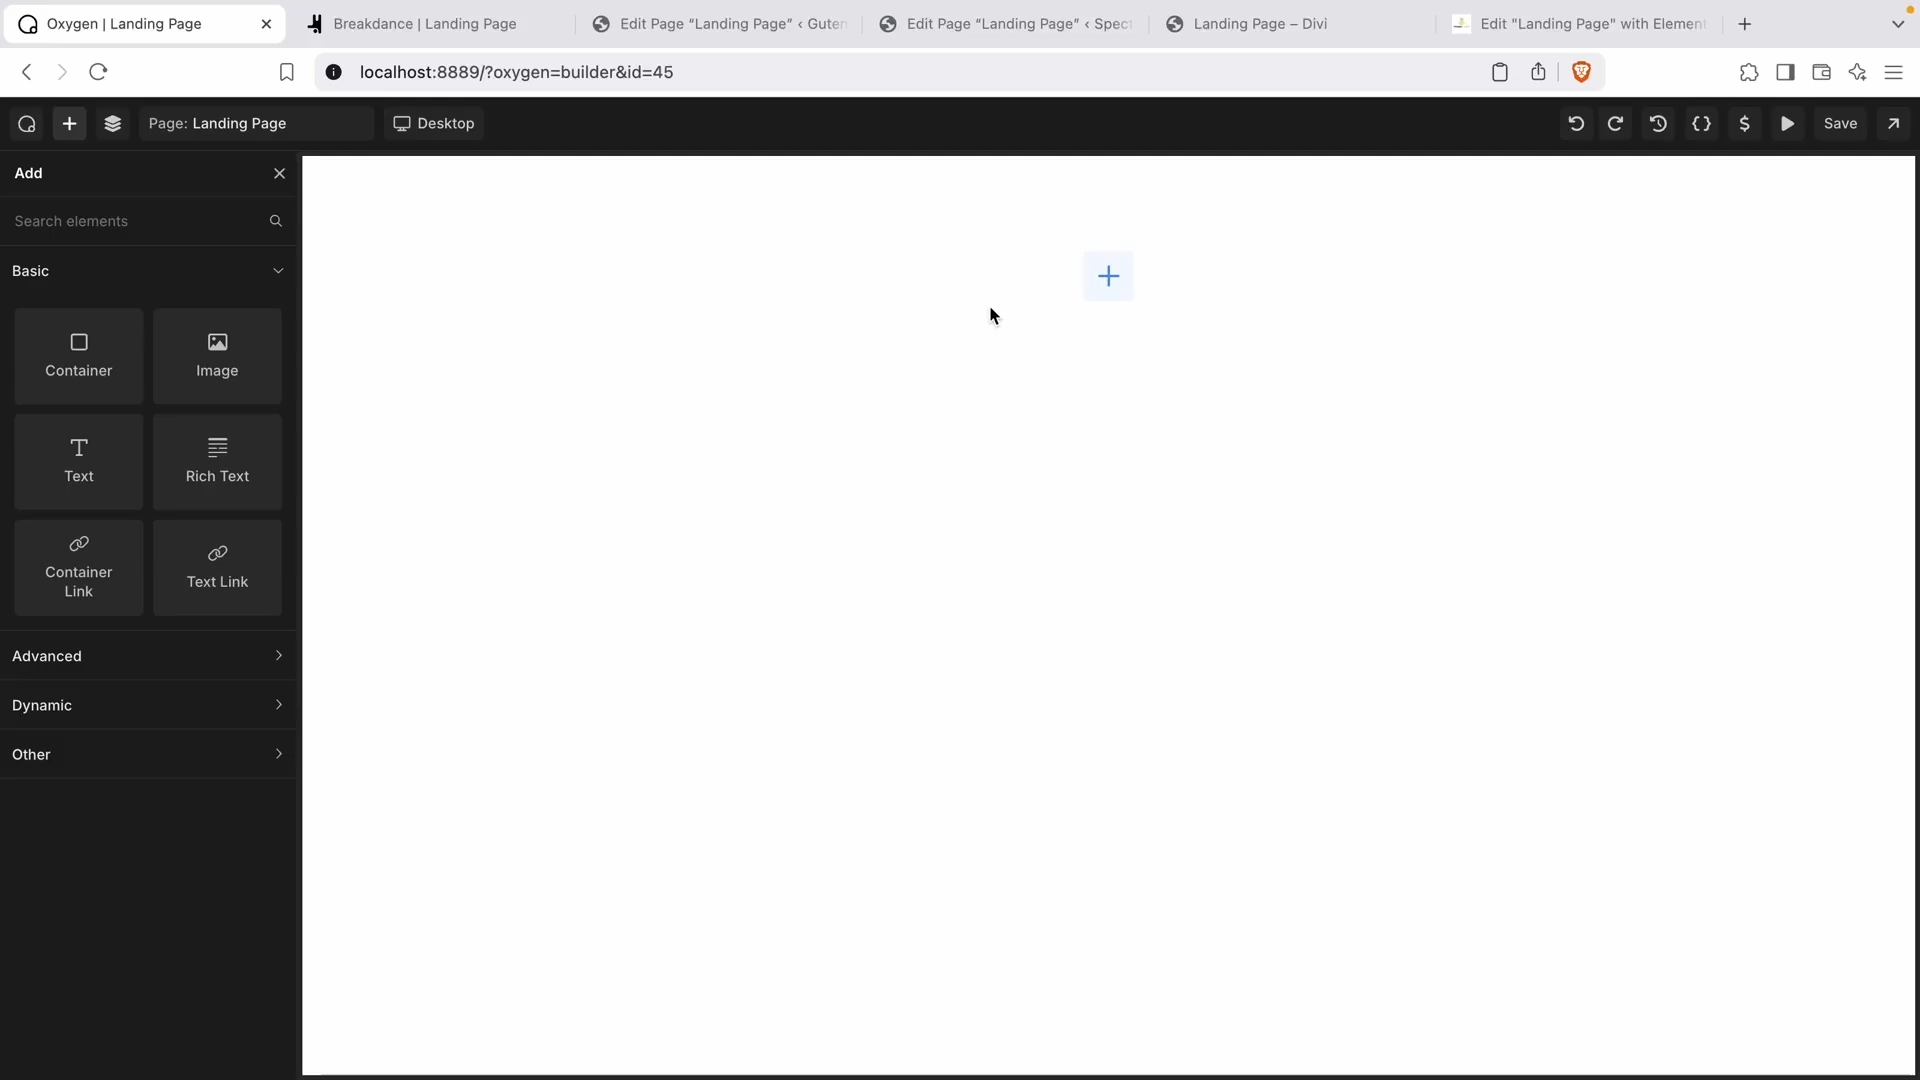 Oxygen | Landing Page
Breakdance | Landing Page
Edit Page “Landing Page” ‹ Guten
Edit Page “Landing Page” ‹ Spect
Landing Page – Divi
Edit "Landing Page" with Element
localhost:8889/?oxygen=builder&id=45
Page: Landing Page
Desktop
Save
Add
Search elements
Basic
Container
Image
Text
Rich Text
Container
Link
Text Link
Advanced
Dynamic
Other